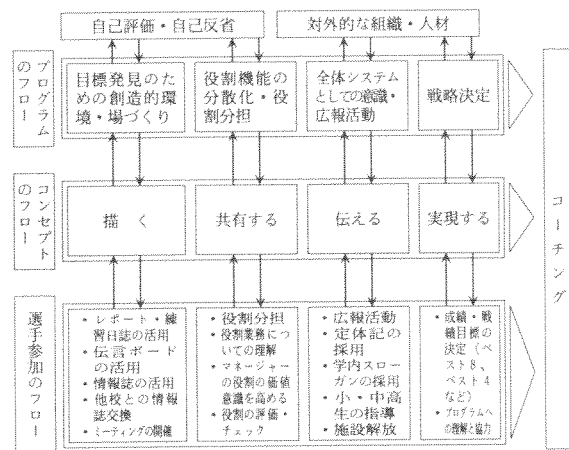 自己評価・自己反省
対外的な組織・人材
プログラム
のフロー
目標発見のた
めの創造的環
境・場づくり
役割機能の
分散化・役
割分担
全体システム
としての意識・
広報活動
戦略決定
コンセプト
のフロー
描く
共有する
伝える
実現する
選手参加のフロー
・レポート・練
習日誌の活用
・伝言ボード
の活用
・情報誌の活用
・他校との情報
誌交換
・ミーティングの開催
・役割分担
・役割業務につ
いての理解
・マネージャー
の役割の価値
意識を高める
・役割の評価・
チェック
・広報活動
・定体記の
採用
・学内スロー
ガンの採用
・小・中高
生の指導
・施設解放
・成績・戦
績目標の
決定（ベ
スト8、
ベスト4
など）
・プログラムへ
の理解と協力
コーチング